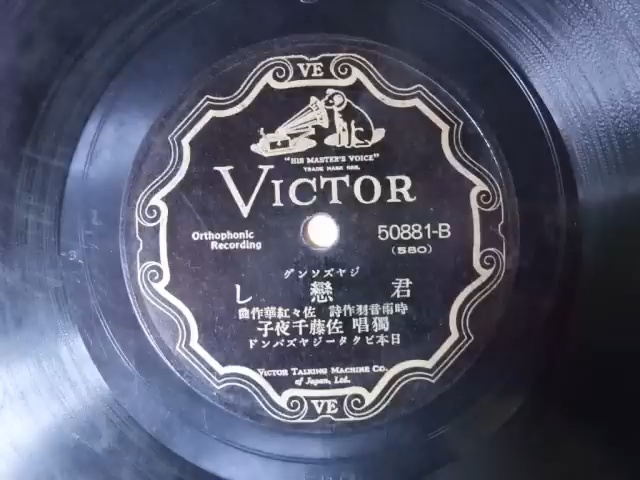 VE
"HIS MASTER'S VOICE"
TRADE MARK REG.
VICTOR
Orthophonic
Recording
50881-B
(580)
ジヤズソング
君戀し
時雨音羽作詩 佐々紅華作曲
獨唱 佐藤千夜子
日本ビクタージヤズバンド
VICTOR TALKING MACHINE CO.
of Japan, Ltd.
VE